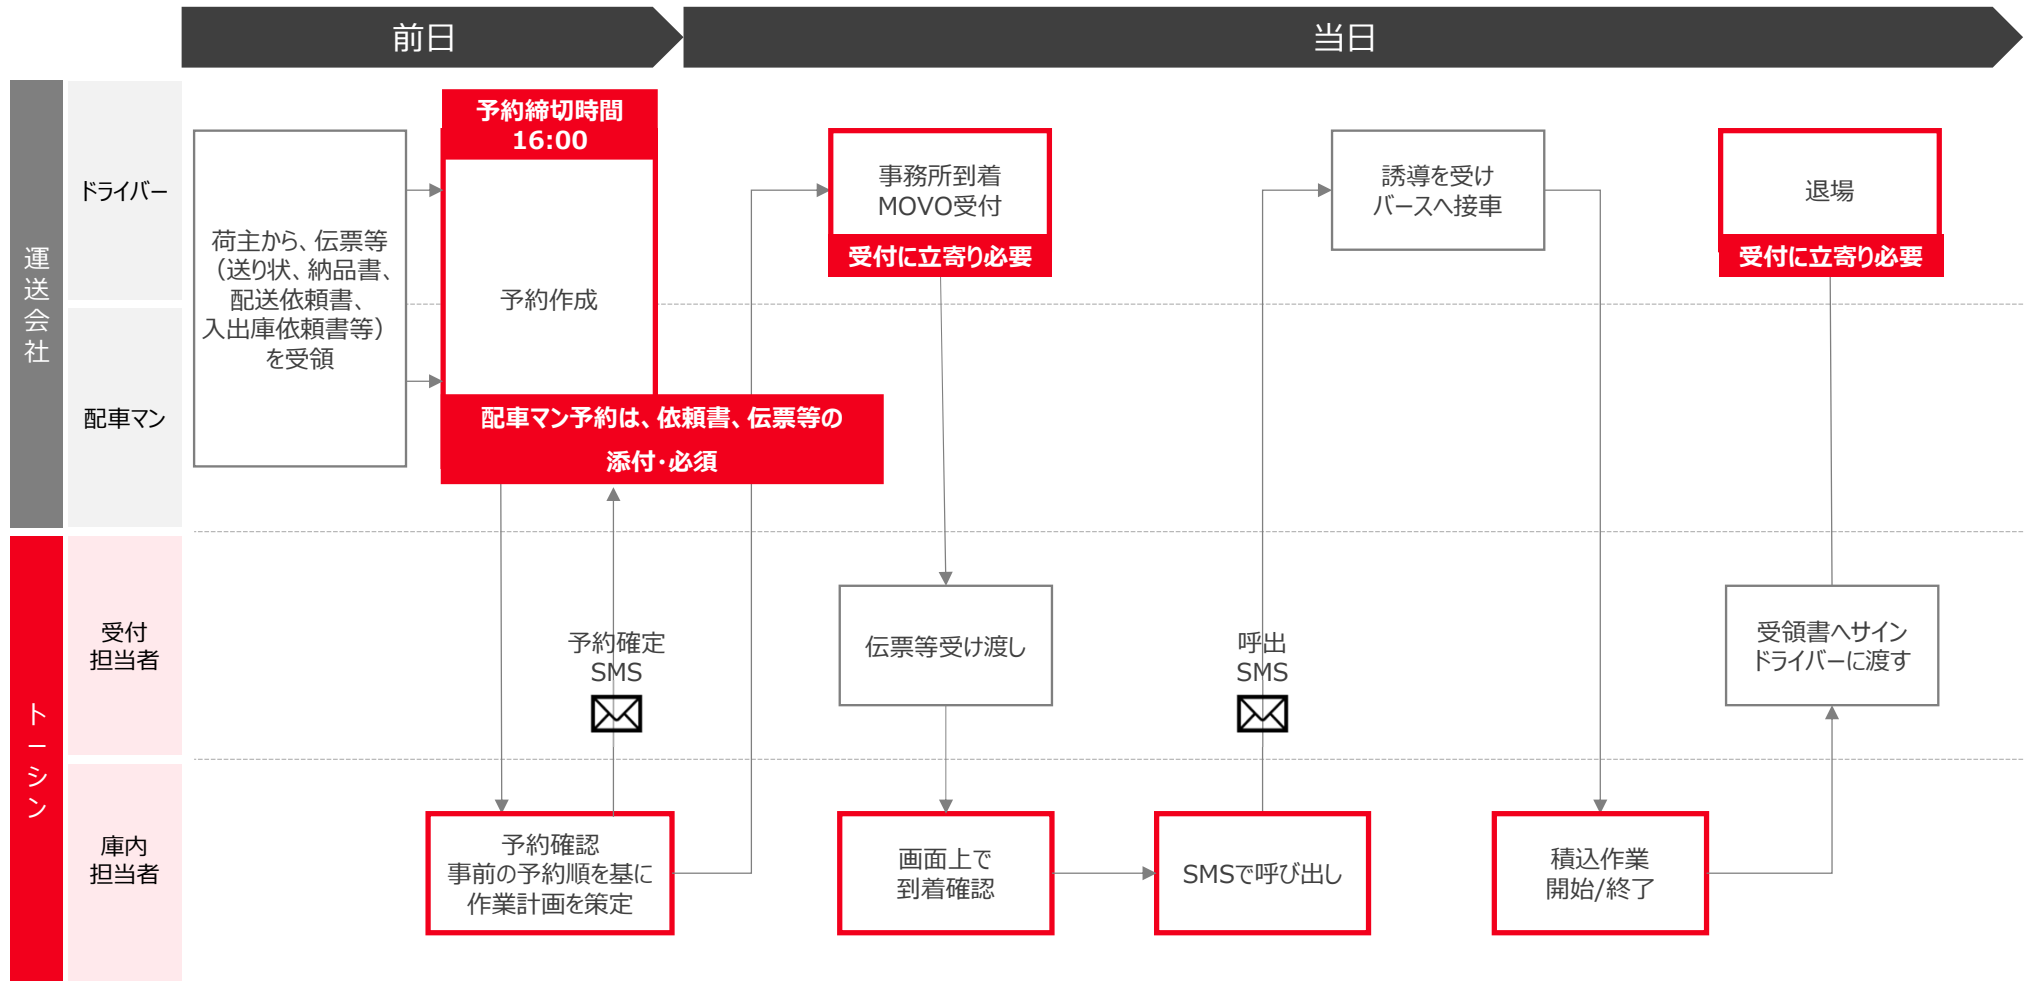 前日
当日
運送会社
ドライバー
配車マン
トーシン
受付
担当者
庫内
担当者
荷主から、伝票等
（送り状、納品書、
配送依頼書、
入出庫依頼書等）
を受領
予約締切時間
16:00
予約作成
配車マン予約は、依頼書、伝票等の
添付・必須
予約確定
SMS
予約確認
事前の予約順を基に
作業計画を策定
事務所到着
MOVO受付
受付に立寄り必要
伝票等受け渡し
画面上で
到着確認
SMSで呼び出し
呼出
SMS
誘導を受け
バースへ接車
積込作業
開始/終了
受領書へサイン
ドライバーに渡す
退場
受付に立寄り必要